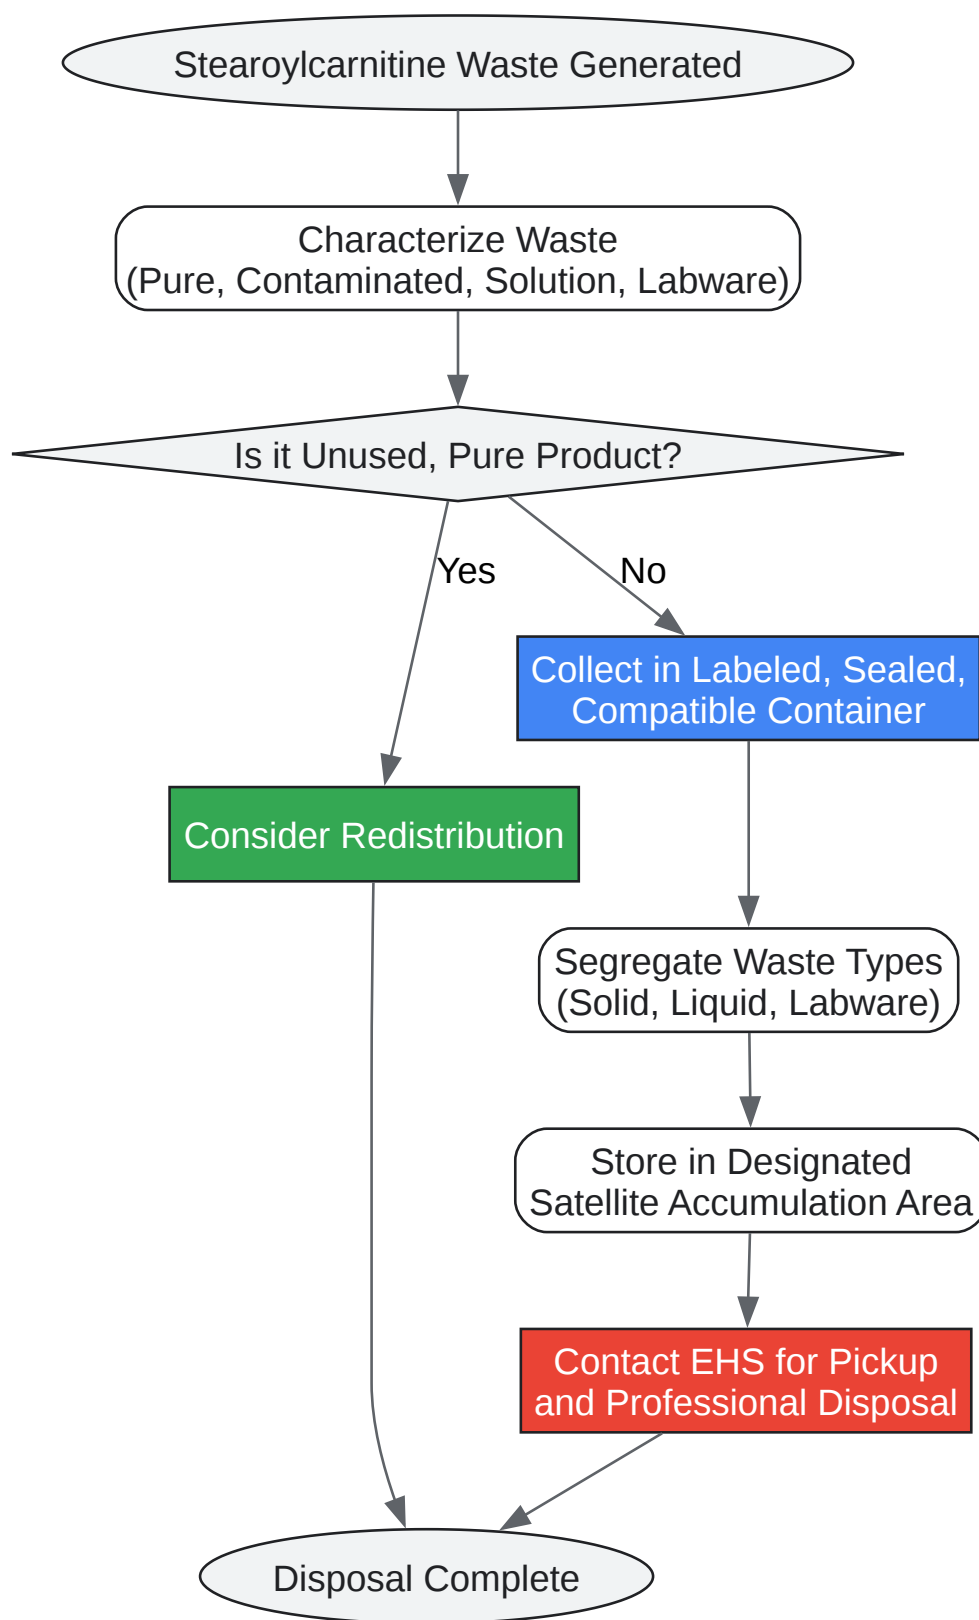 Stearoylcarnitine Waste Generated
Characterize Waste
(Pure, Contaminated, Solution, Labware)
Is it Unused, Pure Product?
Yes
No
Collect in Labeled, Sealed,
Compatible Container
Consider Redistribution
Segregate Waste Types
(Solid, Liquid, Labware)
Store in Designated
Satellite Accumulation Area
Contact EHS for Pickup
and Professional Disposal
Disposal Complete